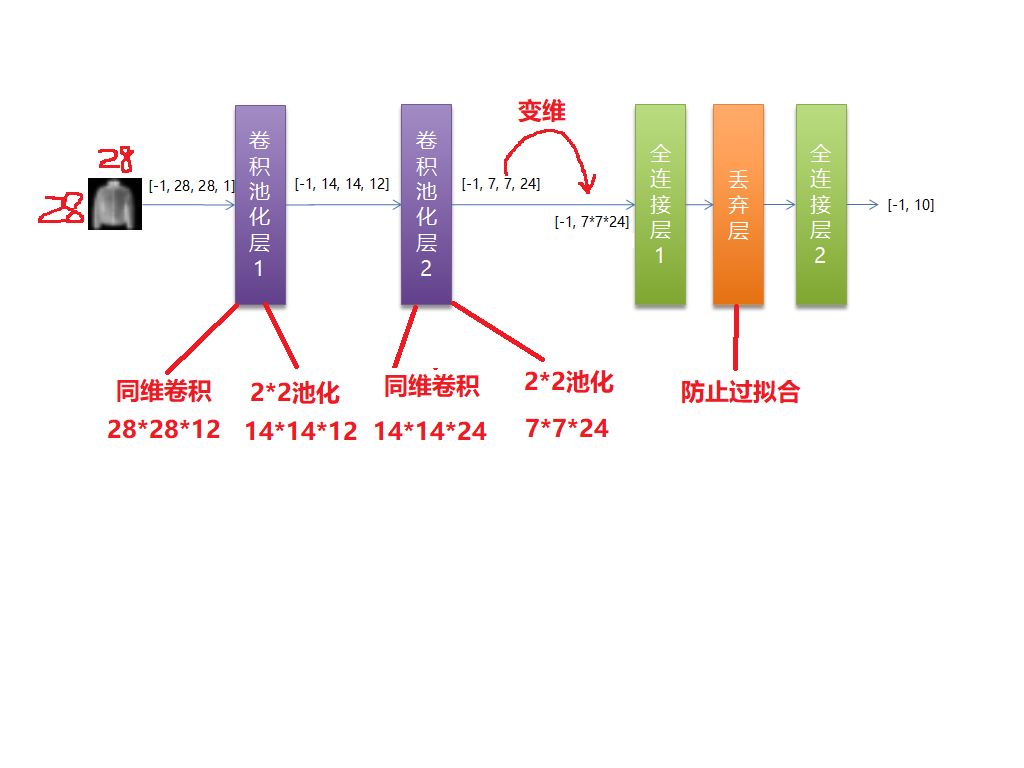 变维
28
28
[-1, 28, 28, 1]
卷积池化层1
[-1, 14, 14, 12]
卷积池化层2
[-1, 7, 7, 24]
[-1, 7*7*24]
全连接层1
丢弃层
全连接层2
[-1, 10]
同维卷积
28*28*12
2*2池化
14*14*12
同维卷积
14*14*24
2*2池化
7*7*24
防止过拟合